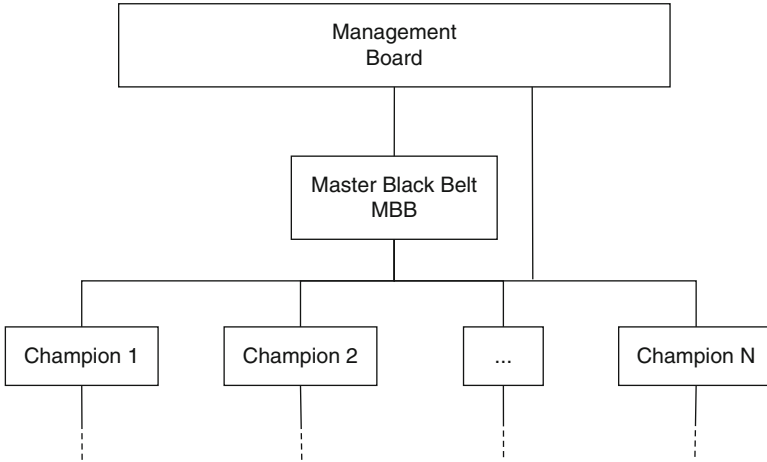 Management
Board
Master Black Belt
MBB
Champion 1
Champion 2
...
Champion N